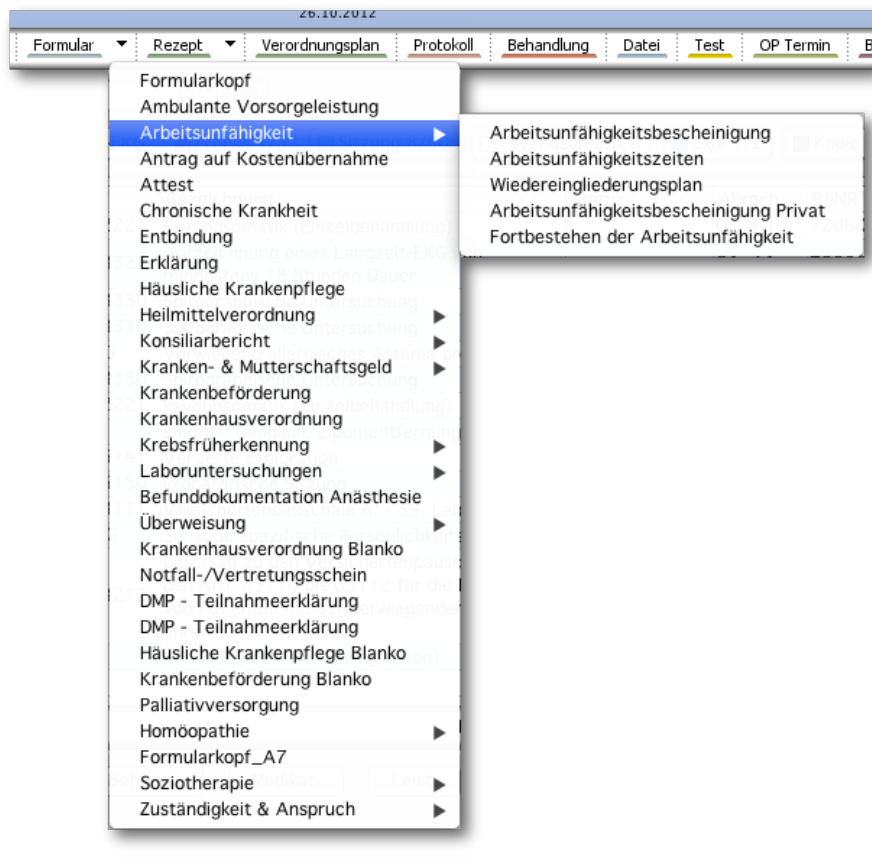 26.10.2012
Formular Rezept Verordnungsplan Protokoll Behandlung Datei Test OP Termin
Formularkopf
Ambulante Vorsorgeleistung
Arbeitsunfähigkeit
Arbeitsunfähigkeitsbescheinigung
Antrag auf Kostenübernahme
Arbeitsunfähigkeitszeiten
Attest
Wiedereingliederungsplan
Chronische Krankheit
Arbeitsunfähigkeitsbescheinigung Privat
Entbindung
Fortbestehen der Arbeitsunfähigkeit
Erklärung
Häusliche Krankenpflege
Heilmittelverordnung
Konsiliarbericht
Kranken- & Mutterschaftsgeld
Krankenbeförderung
Krankenhausverordnung
Krebsfrüherkennung
Laboruntersuchungen
Befunddokumentation Anästhesie
Überweisung
Krankenhausverordnung Blanko
Notfall-/Vertretungsschein
DMP - Teilnahmeerklärung
DMP - Teilnahmeerklärung
Häusliche Krankenpflege Blanko
Krankenbeförderung Blanko
Palliativversorgung
Homöopathie
Formularkopf_A7
Soziotherapie
Zuständigkeit & Anspruch